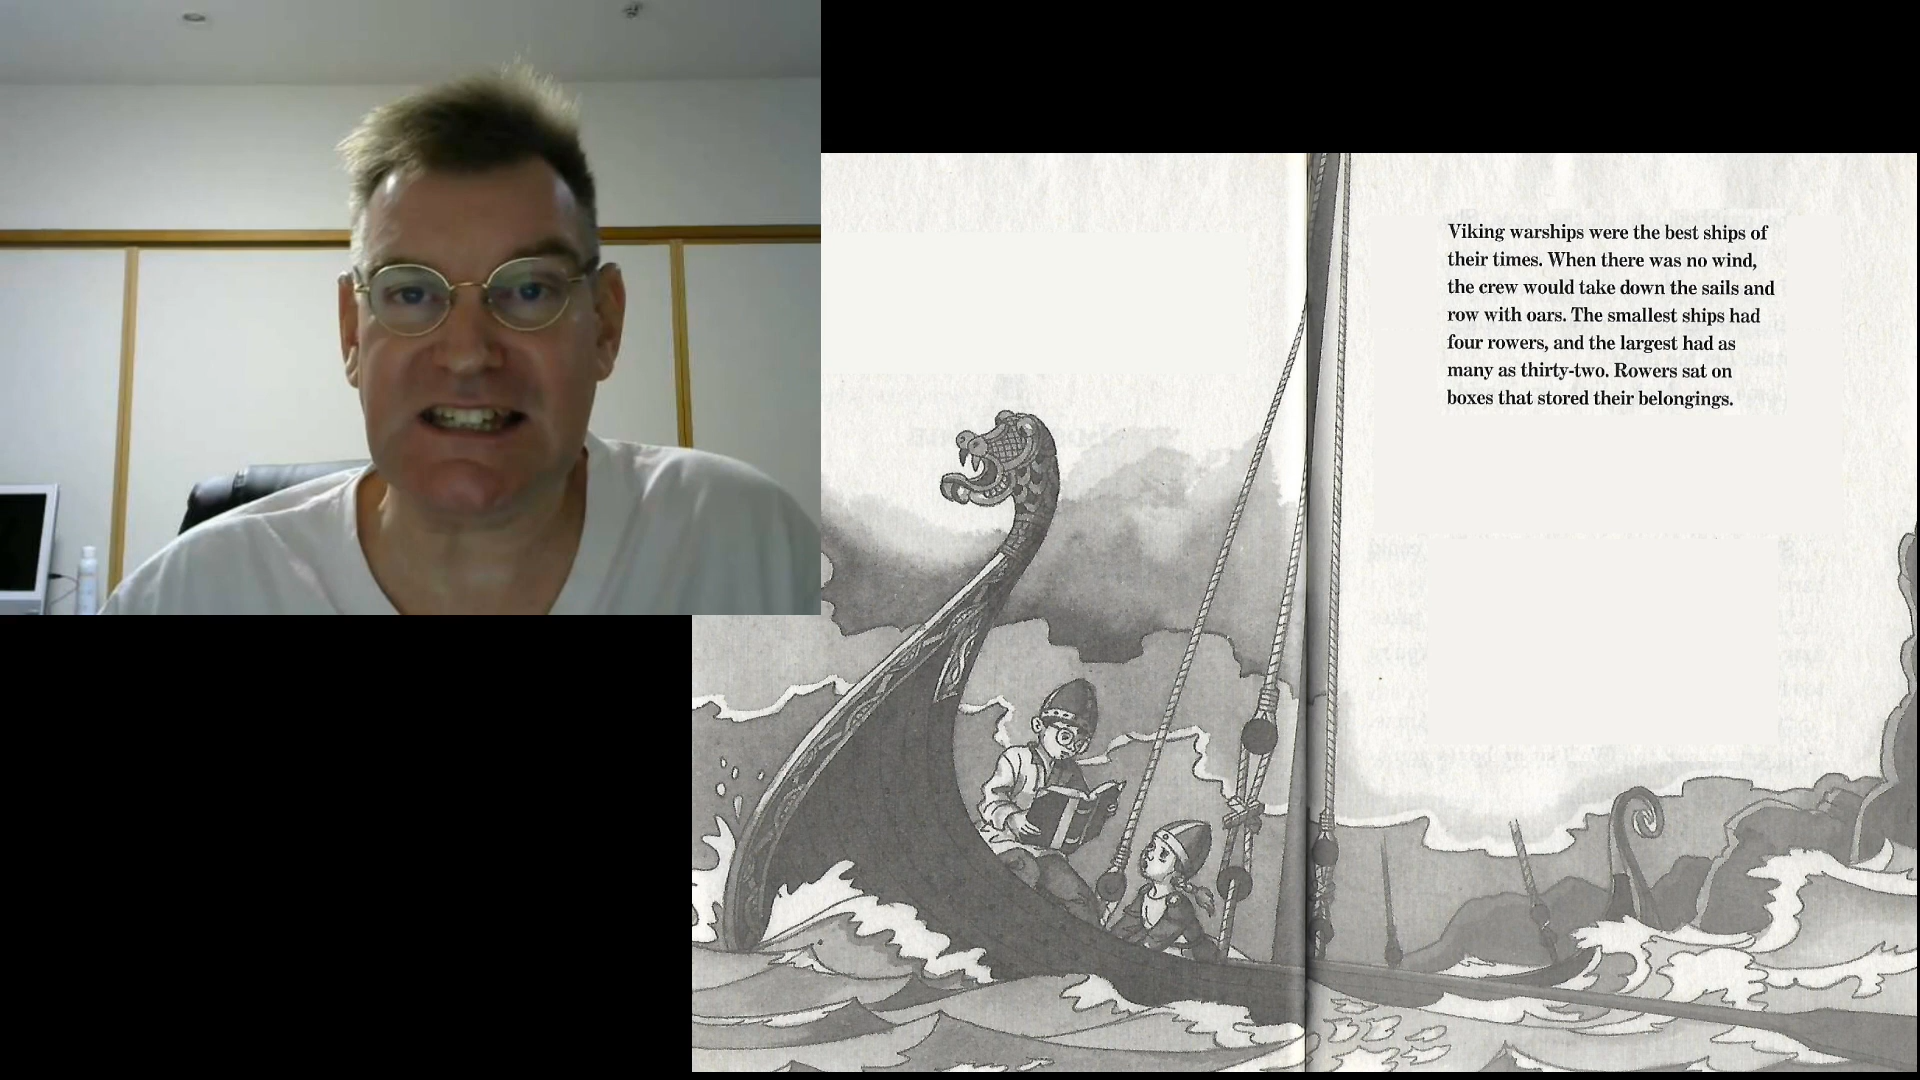 Viking warships were the best ships of
their times. When there was no wind,
the crew would take down the sails and
row with oars. The smallest ships had
four rowers, and the largest had as
many as thirty-two. Rowers sat on
boxes that stored their belongings.